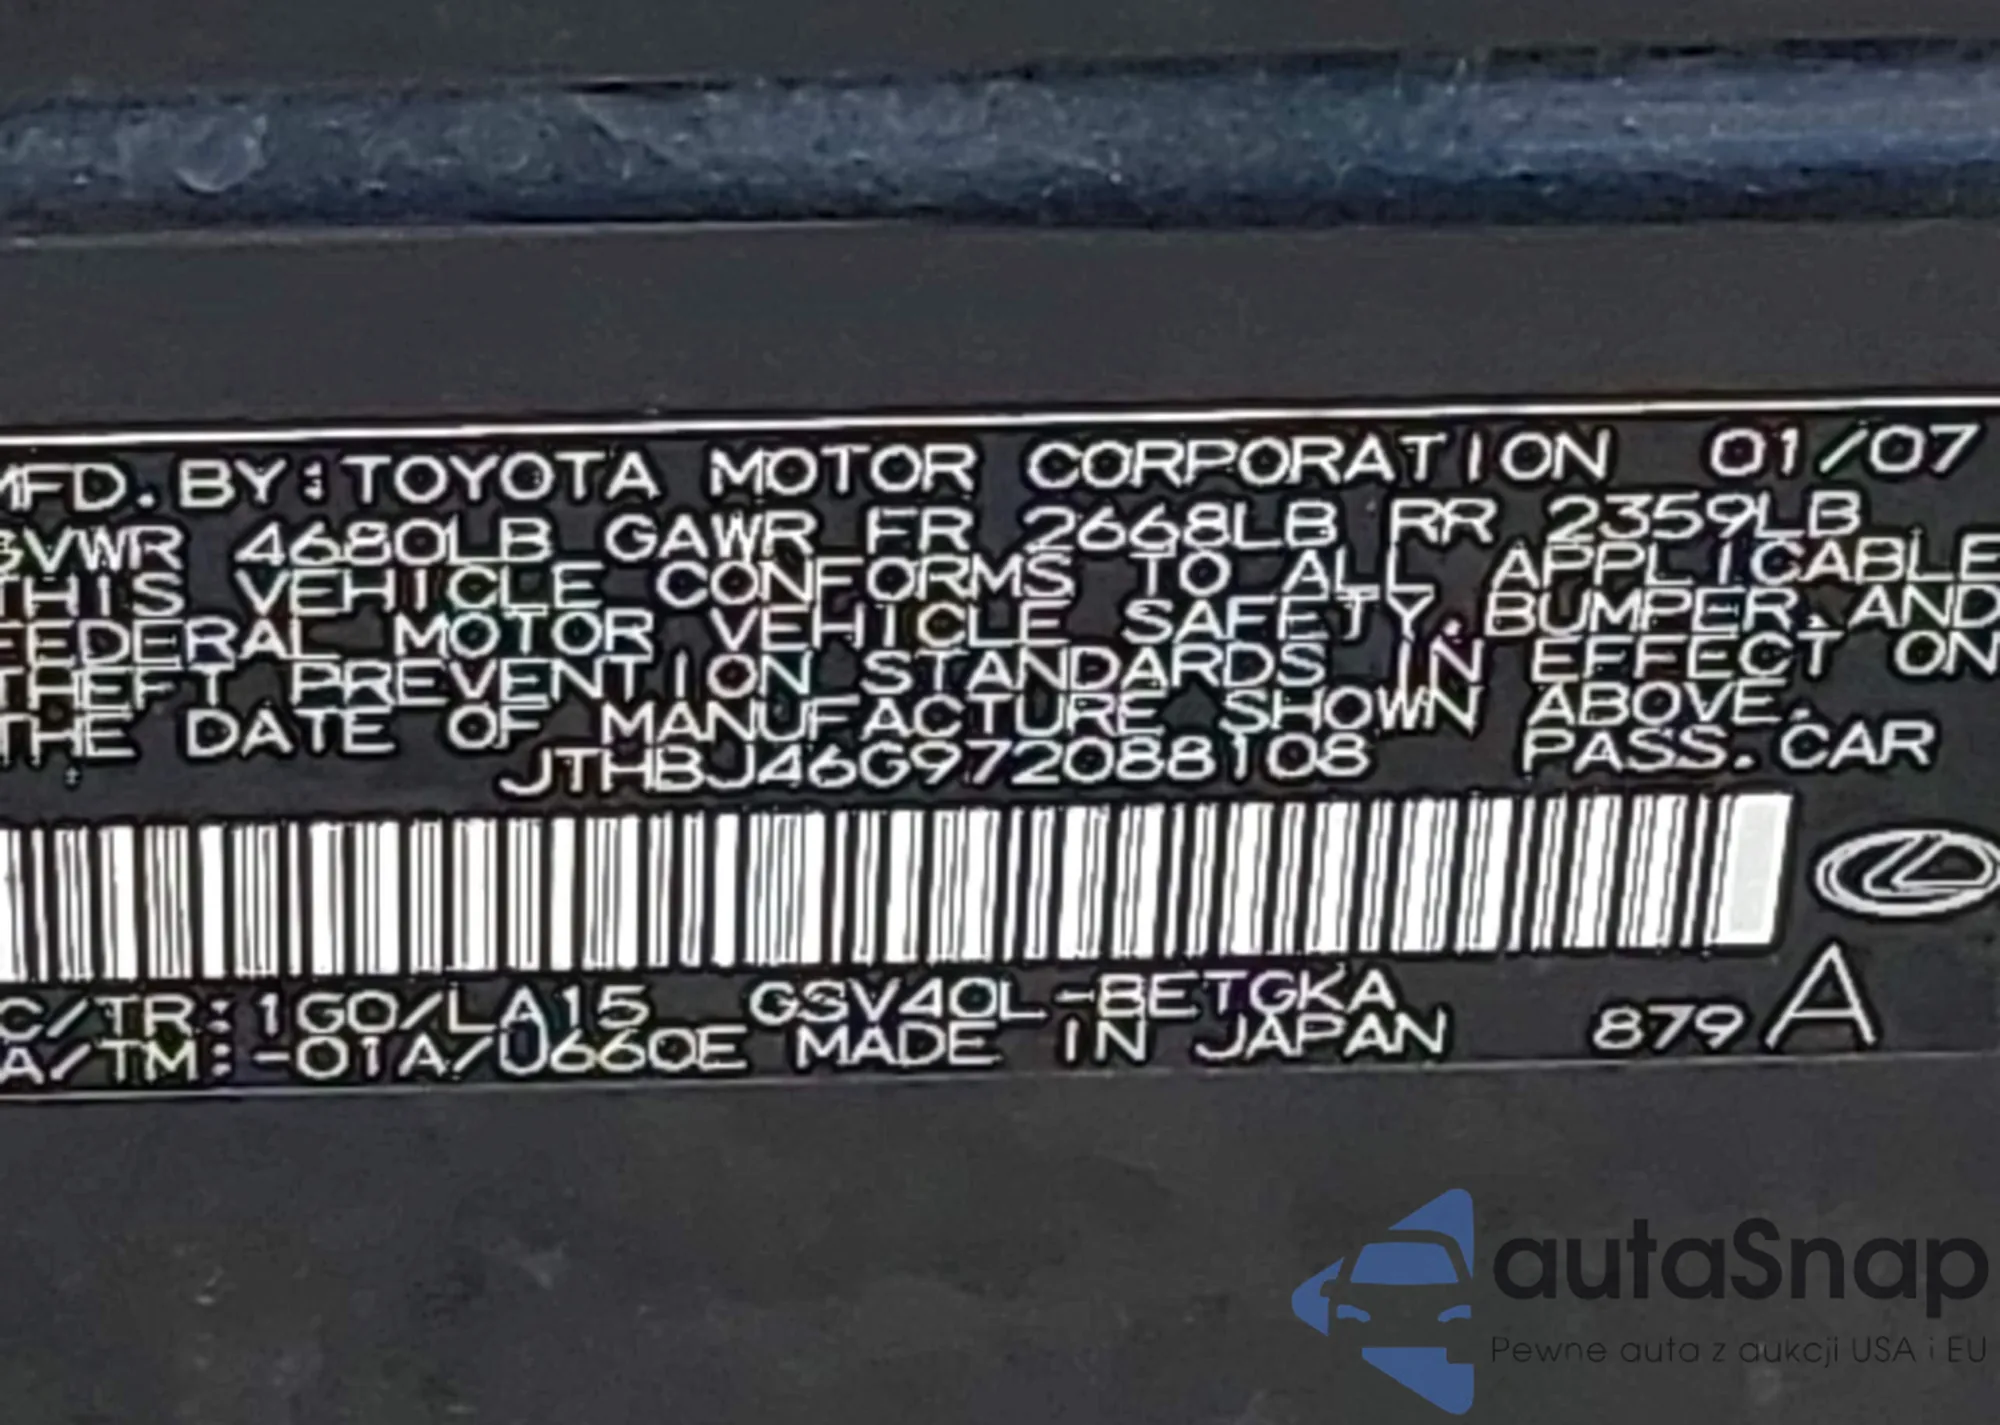 MFD. BY: TOYOTA MOTOR CORPORATION 01/07
GVWR 4680LB GAWR FR 2668LB RR 2359LB
THIS VEHICLE CONFORMS TO ALL APPLICABLE
FEDERAL MOTOR VEHICLE SAFETY, BUMPER, AND
THEFT PREVENTION STANDARDS IN EFFECT ON
THE DATE OF MANUFACTURE SHOWN ABOVE.
JTHBJ46G972088108 PASS. CAR
C/TR: 1G0/LA15 GSV40L-BETGKA
A/TM: -01A/U660E MADE IN JAPAN 879 A
autaSnap
Pewne auta z aukcji USA i EU